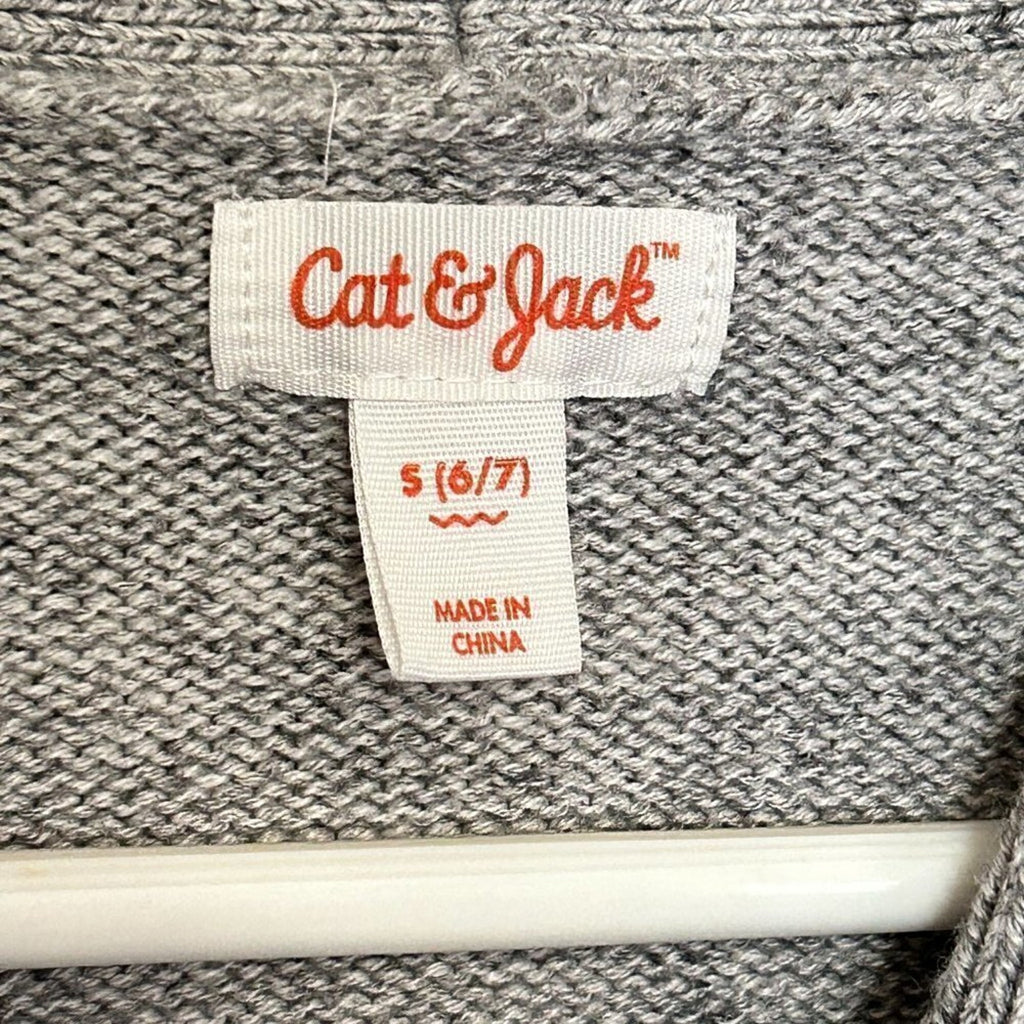 Cat & Jack™
S (6/7)
MADE IN
CHINA